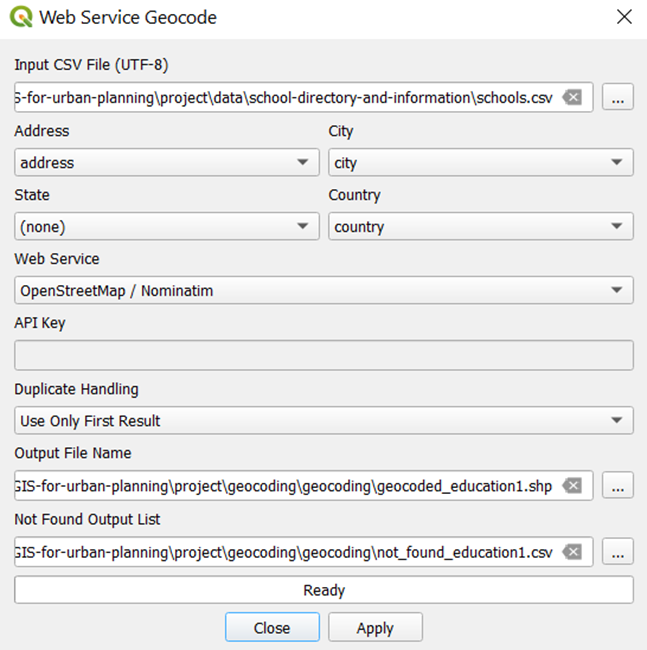 Web Service Geocode
Input CSV File (UTF-8)
S-for-urban-planning\project\data\school-directory-and-information\schools.csv
...
Address City
address city
State Country
(none) country
Web Service
OpenStreetMap / Nominatim
API Key
Duplicate Handling
Use Only First Result
Output File Name
GIS-for-urban-planning\project\geocoding\geocoding\geocoded_education1.shp
...
Not Found Output List
GIS-for-urban-planning\project\geocoding\geocoding\not_found_education1.csv
...
Ready
Close Apply